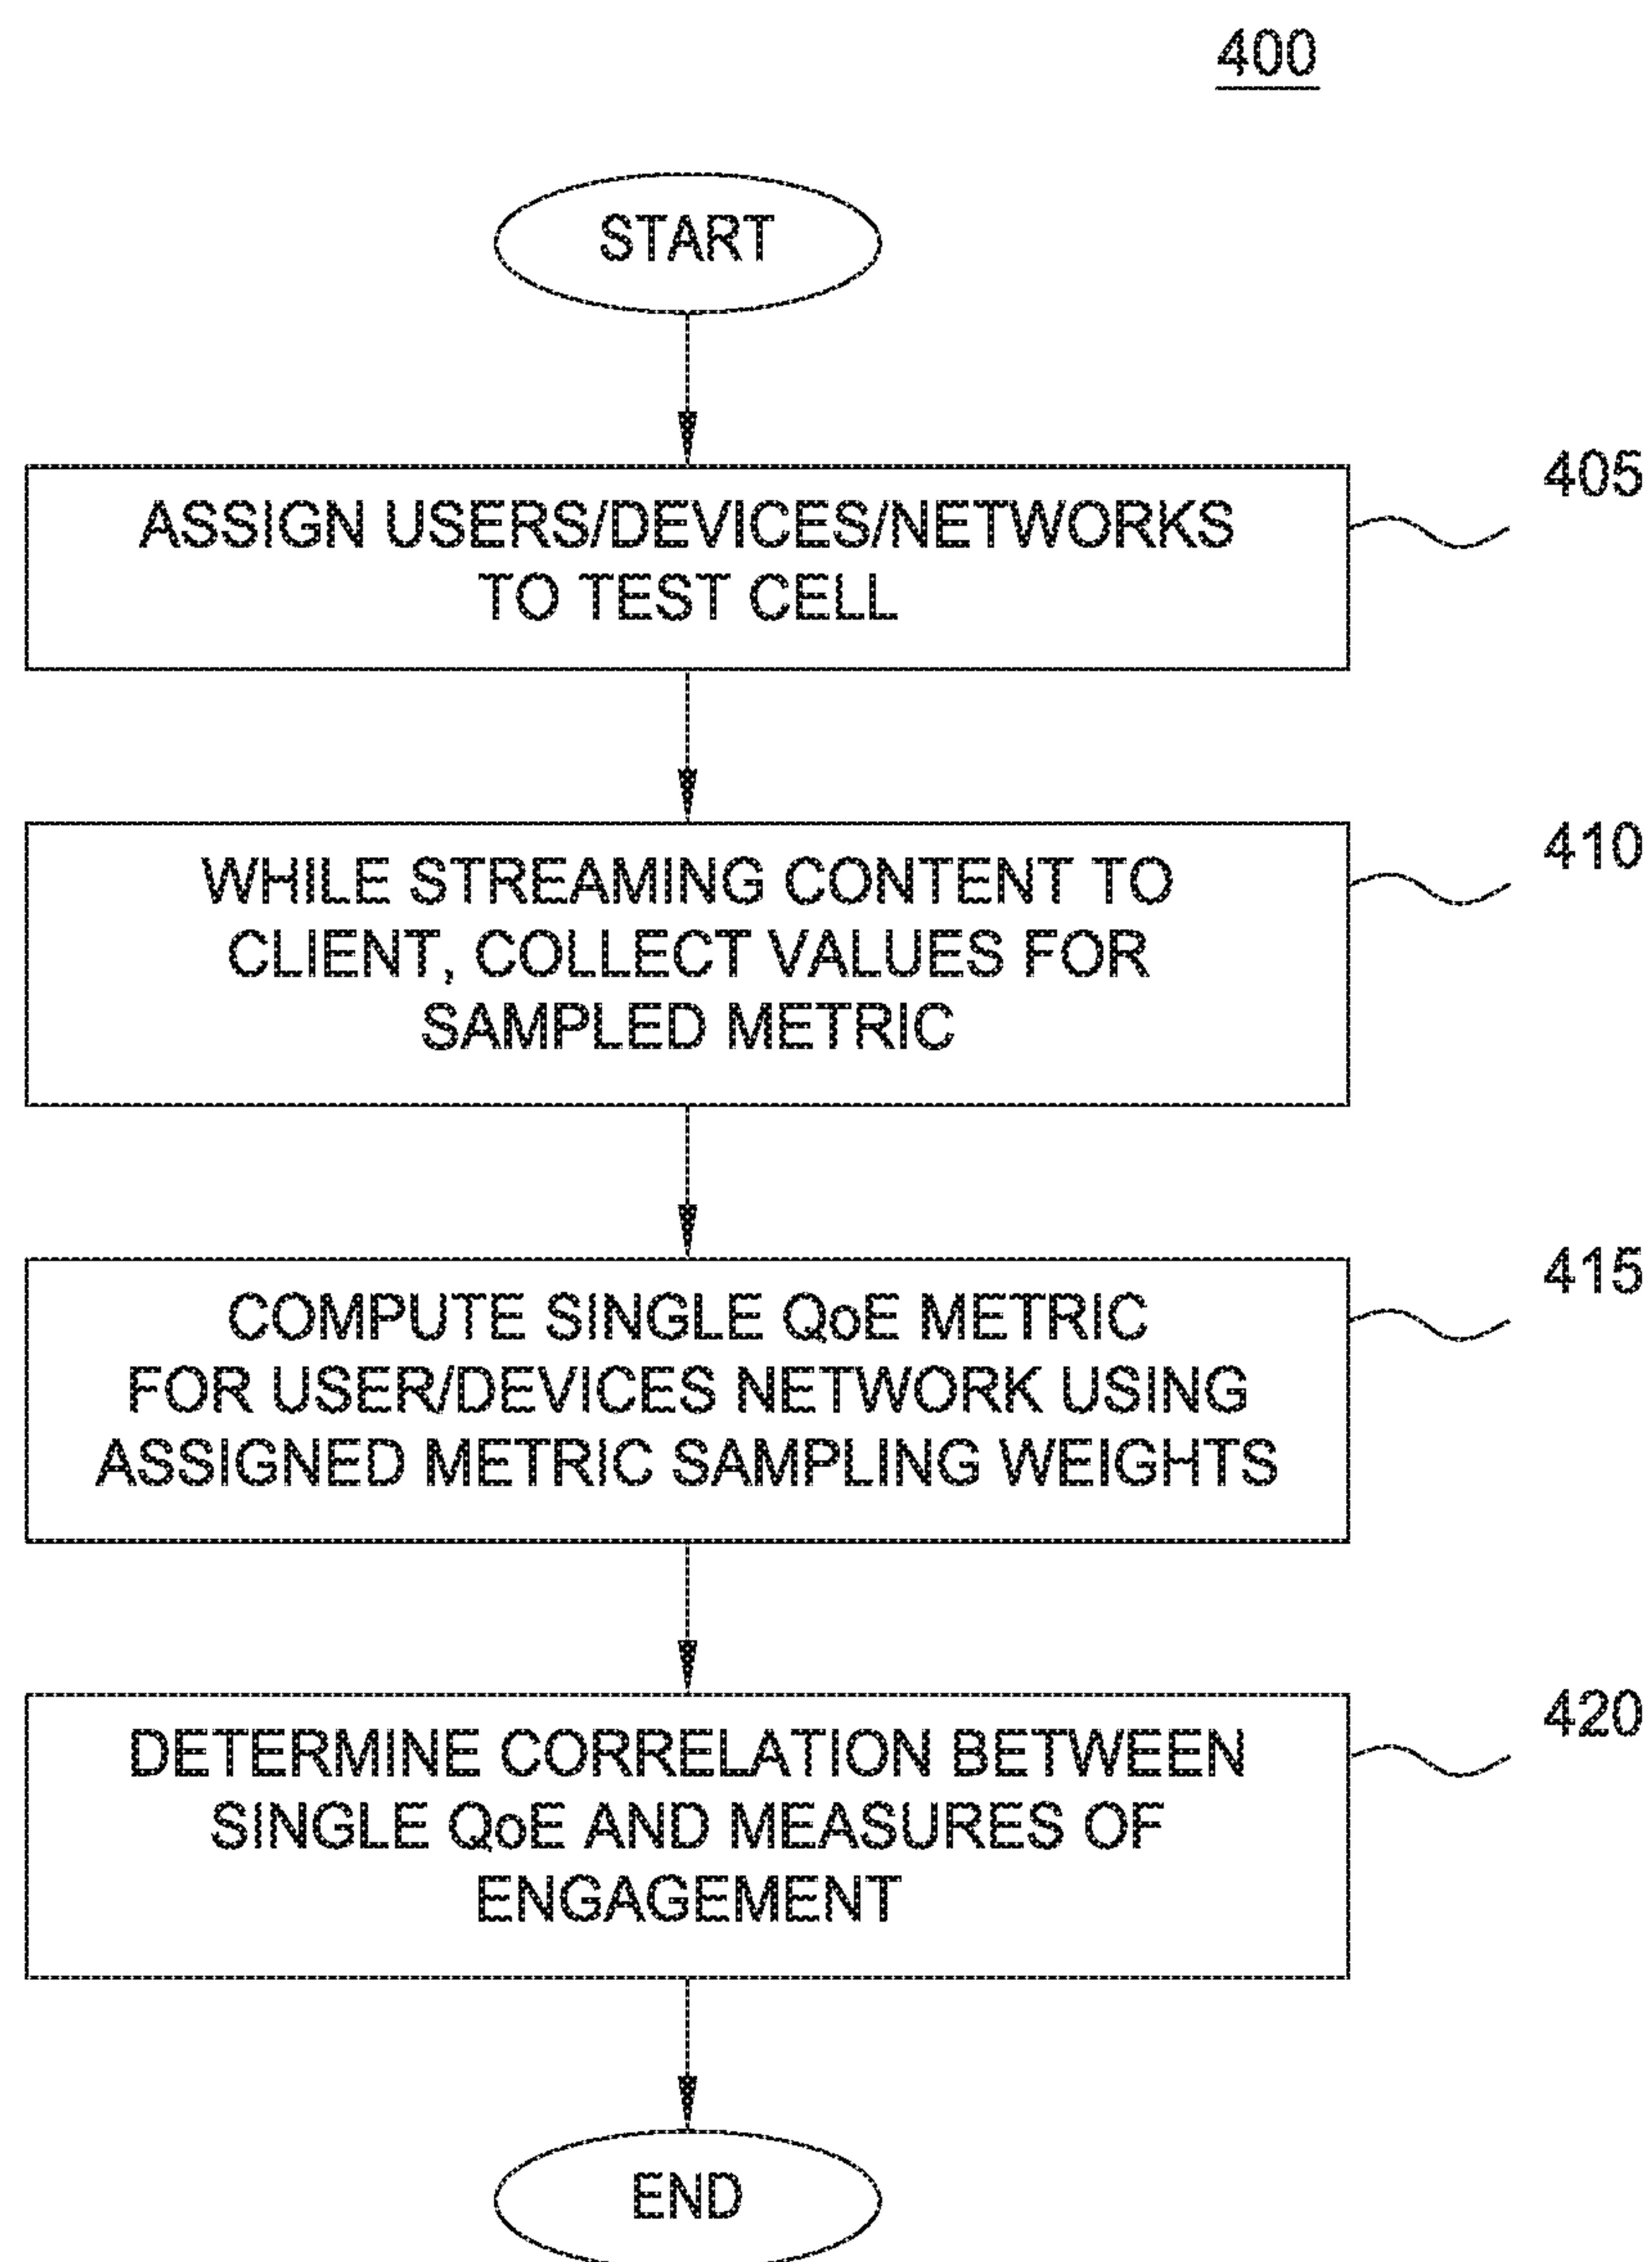 400
START
ASSIGN USERS/DEVICES/NETWORKS
TO TEST CELL
405
WHILE STREAMING CONTENT TO
CLIENT, COLLECT VALUES FOR
SAMPLED METRIC
410
COMPUTE SINGLE QoE METRIC
FOR USER/DEVICES NETWORK USING
ASSIGNED METRIC SAMPLING WEIGHTS
415
DETERMINE CORRELATION BETWEEN
SINGLE QoE AND MEASURES OF
ENGAGEMENT
420
END